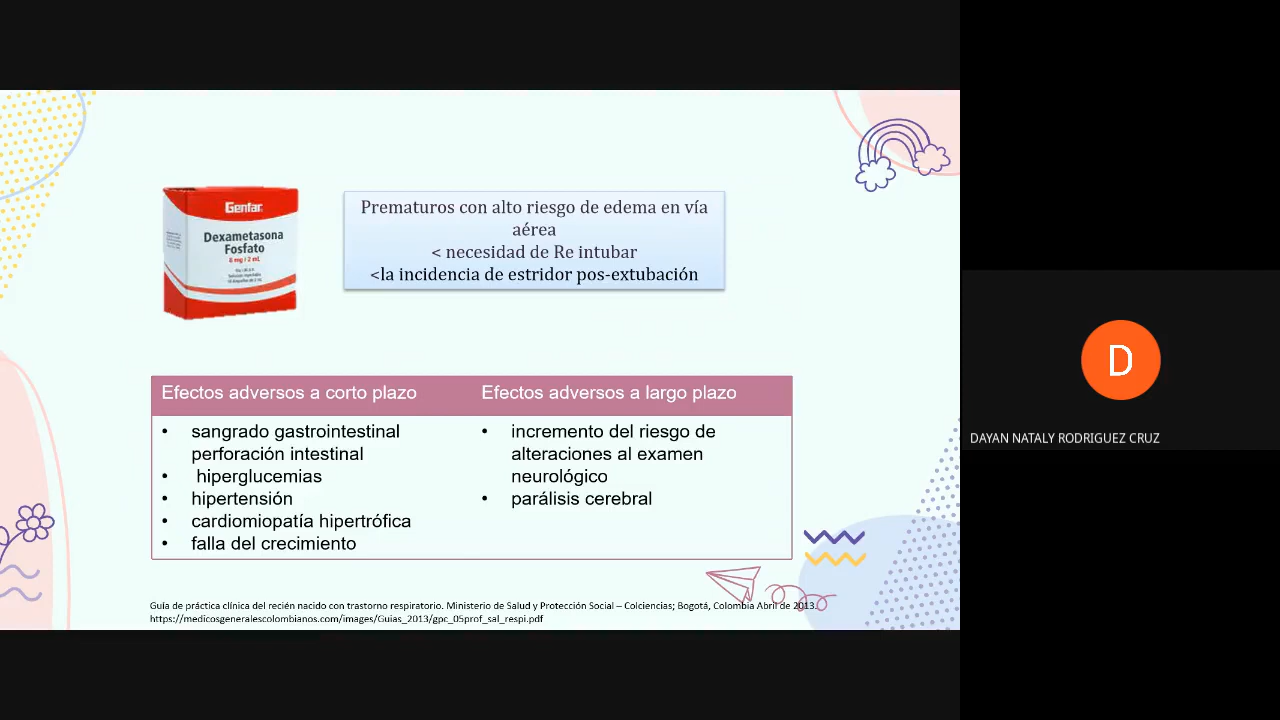 Genfar
Dexametasona
Fosfato
8 mg / 2 mL
Prematuros con alto riesgo de edema en vía
aérea
< necesidad de Re intubar
<la incidencia de estridor pos-extubación
Efectos adversos a corto plazo
• sangrado gastrointestinal
perforación intestinal
• hiperglucemias
• hipertensión
• cardiomiopatía hipertrófica
• falla del crecimiento
Efectos adversos a largo plazo
• incremento del riesgo de
alteraciones al examen
neurológico
• parálisis cerebral
Guía de práctica clínica del recién nacido con trastorno respiratorio. Ministerio de Salud y Protección Social – Colciencias; Bogotá, Colombia Abril de 2013.
https://medicosgeneralescolombianos.com/images/Guias_2013/gpc_05prof_sal_respi.pdf
D
DAYAN NATALY RODRIGUEZ CRUZ